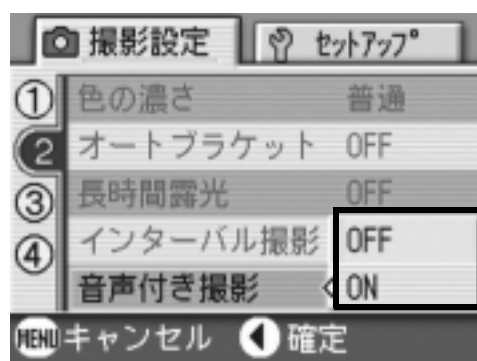 撮影設定 セットアップ
① 色の濃さ 普通
2 オートブラケット OFF
③ 長時間露光 OFF
④ インターバル撮影 OFF
音声付き撮影 ON
MENU キャンセル 確定